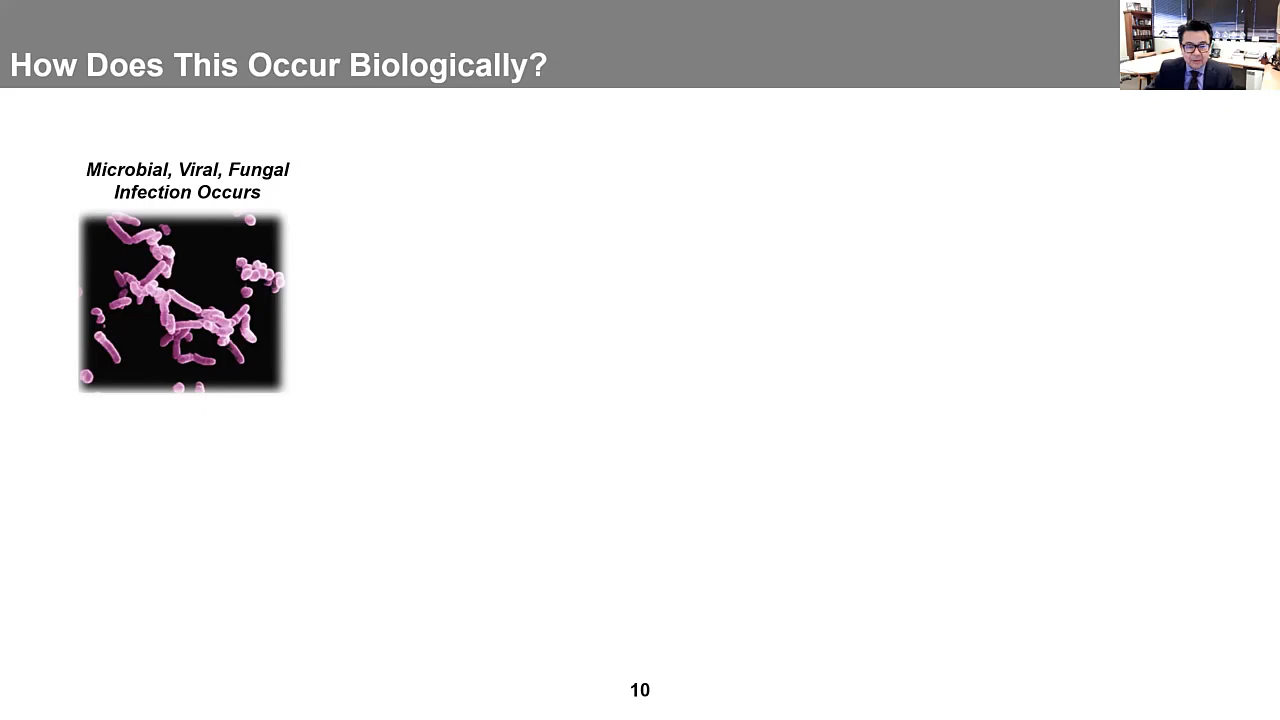 How Does This Occur Biologically?
Microbial, Viral, Fungal
Infection Occurs
10